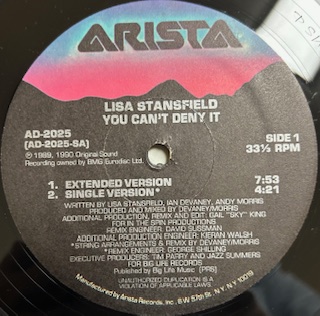 ARISTA
LISA STANSFIELD
YOU CAN'T DENY IT
AD-2025
(AD-2025-SA)
℗ 1989, 1990 Original Sound
Recording owned by BMG Eurodisc Ltd.
SIDE 1
33⅓ RPM
1. EXTENDED VERSION 7:53
2. SINGLE VERSION* 4:21
WRITTEN BY LISA STANSFIELD, IAN DEVANEY, ANDY MORRIS
PRODUCED AND MIXED BY DEVANEY/MORRIS
ADDITIONAL PRODUCTION, REMIX AND EDIT: GAIL "SKY" KING
FOR IN THE SPIN PRODUCTIONS
REMIX ENGINEER: DAVID SUSSMAN
ADDITIONAL PRODUCTION ENGINEER: KERAN WALSH
*STRING ARRANGEMENTS & REMIX BY DEVANEY/MORRIS
*REMIX ENGINEER: GEORGE SHILLING
EXECUTIVE PRODUCERS: TIM PARRY AND JAZZ SUMMERS
FOR BIG LIFE RECORDS
Published by Big Life Music (PRS)
UNAUTHORIZED DUPLICATION IS A
VIOLATION OF APPLICABLE LAWS
Manufactured by Arista Records, Inc., 6 W. 57th St., N.Y., N.Y. 10019